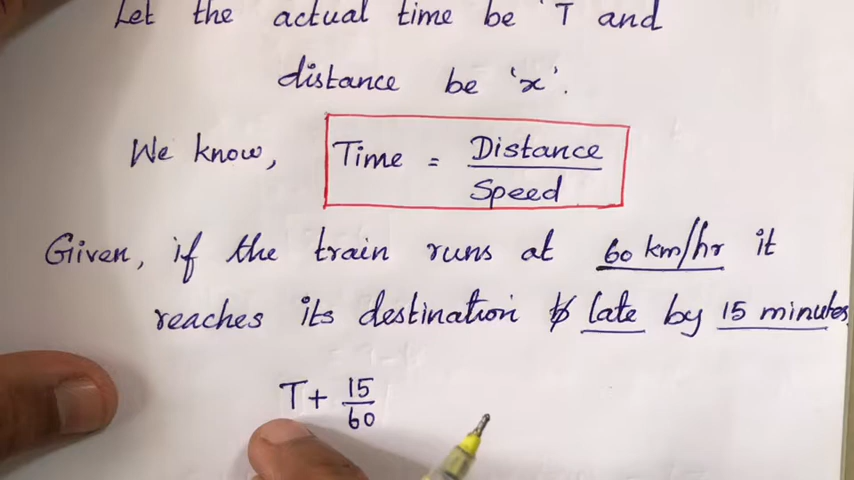 Let the actual time be 'T and
distance be 'x'.
We know, Time = Distance / Speed
Given, if the train runs at 60 km/hr it
reaches its destination late by 15 minutes
T + 15/60